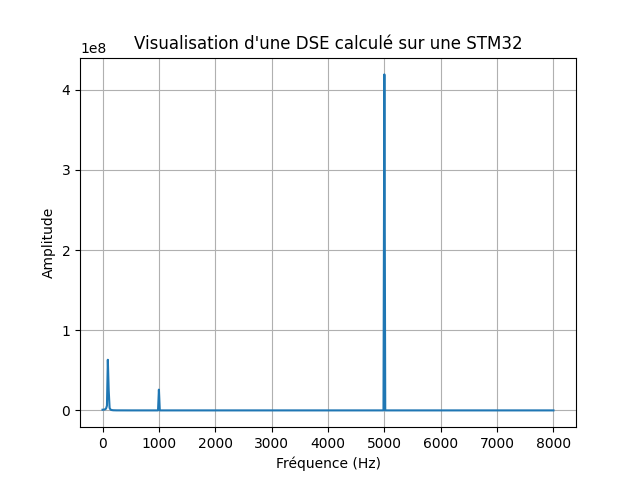 Visualisation d'une DSE calculé sur une STM32
1e8
4
3
2
1
0
Amplitude
0 1000 2000 3000 4000 5000 6000 7000 8000
Fréquence (Hz)